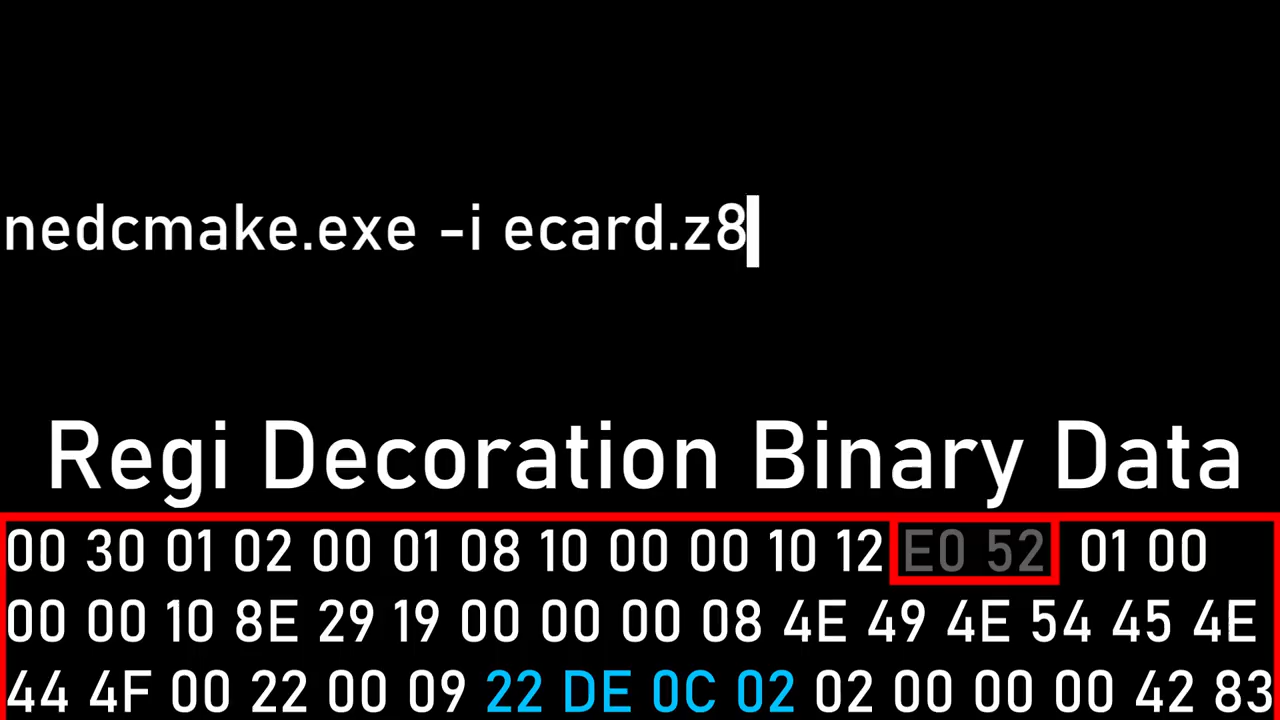 nedcmake.exe -i ecard.z8
Regi Decoration Binary Data
00 30 01 02 00 01 08 10 00 00 10 12 E0 52 01 00
00 00 10 8E 29 19 00 00 00 08 4E 49 4E 54 45 4E
44 4F 00 22 00 09 22 DE 0C 02 02 00 00 00 42 83